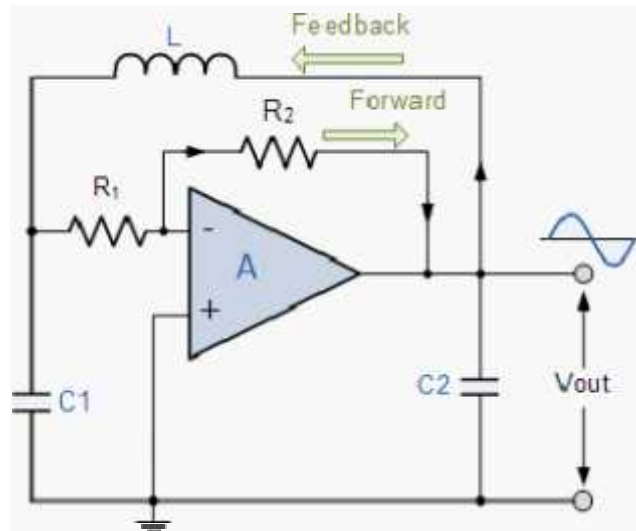 L
Feedback
Forward
R₂
R₁
-
A
+
C1
C2
Vout